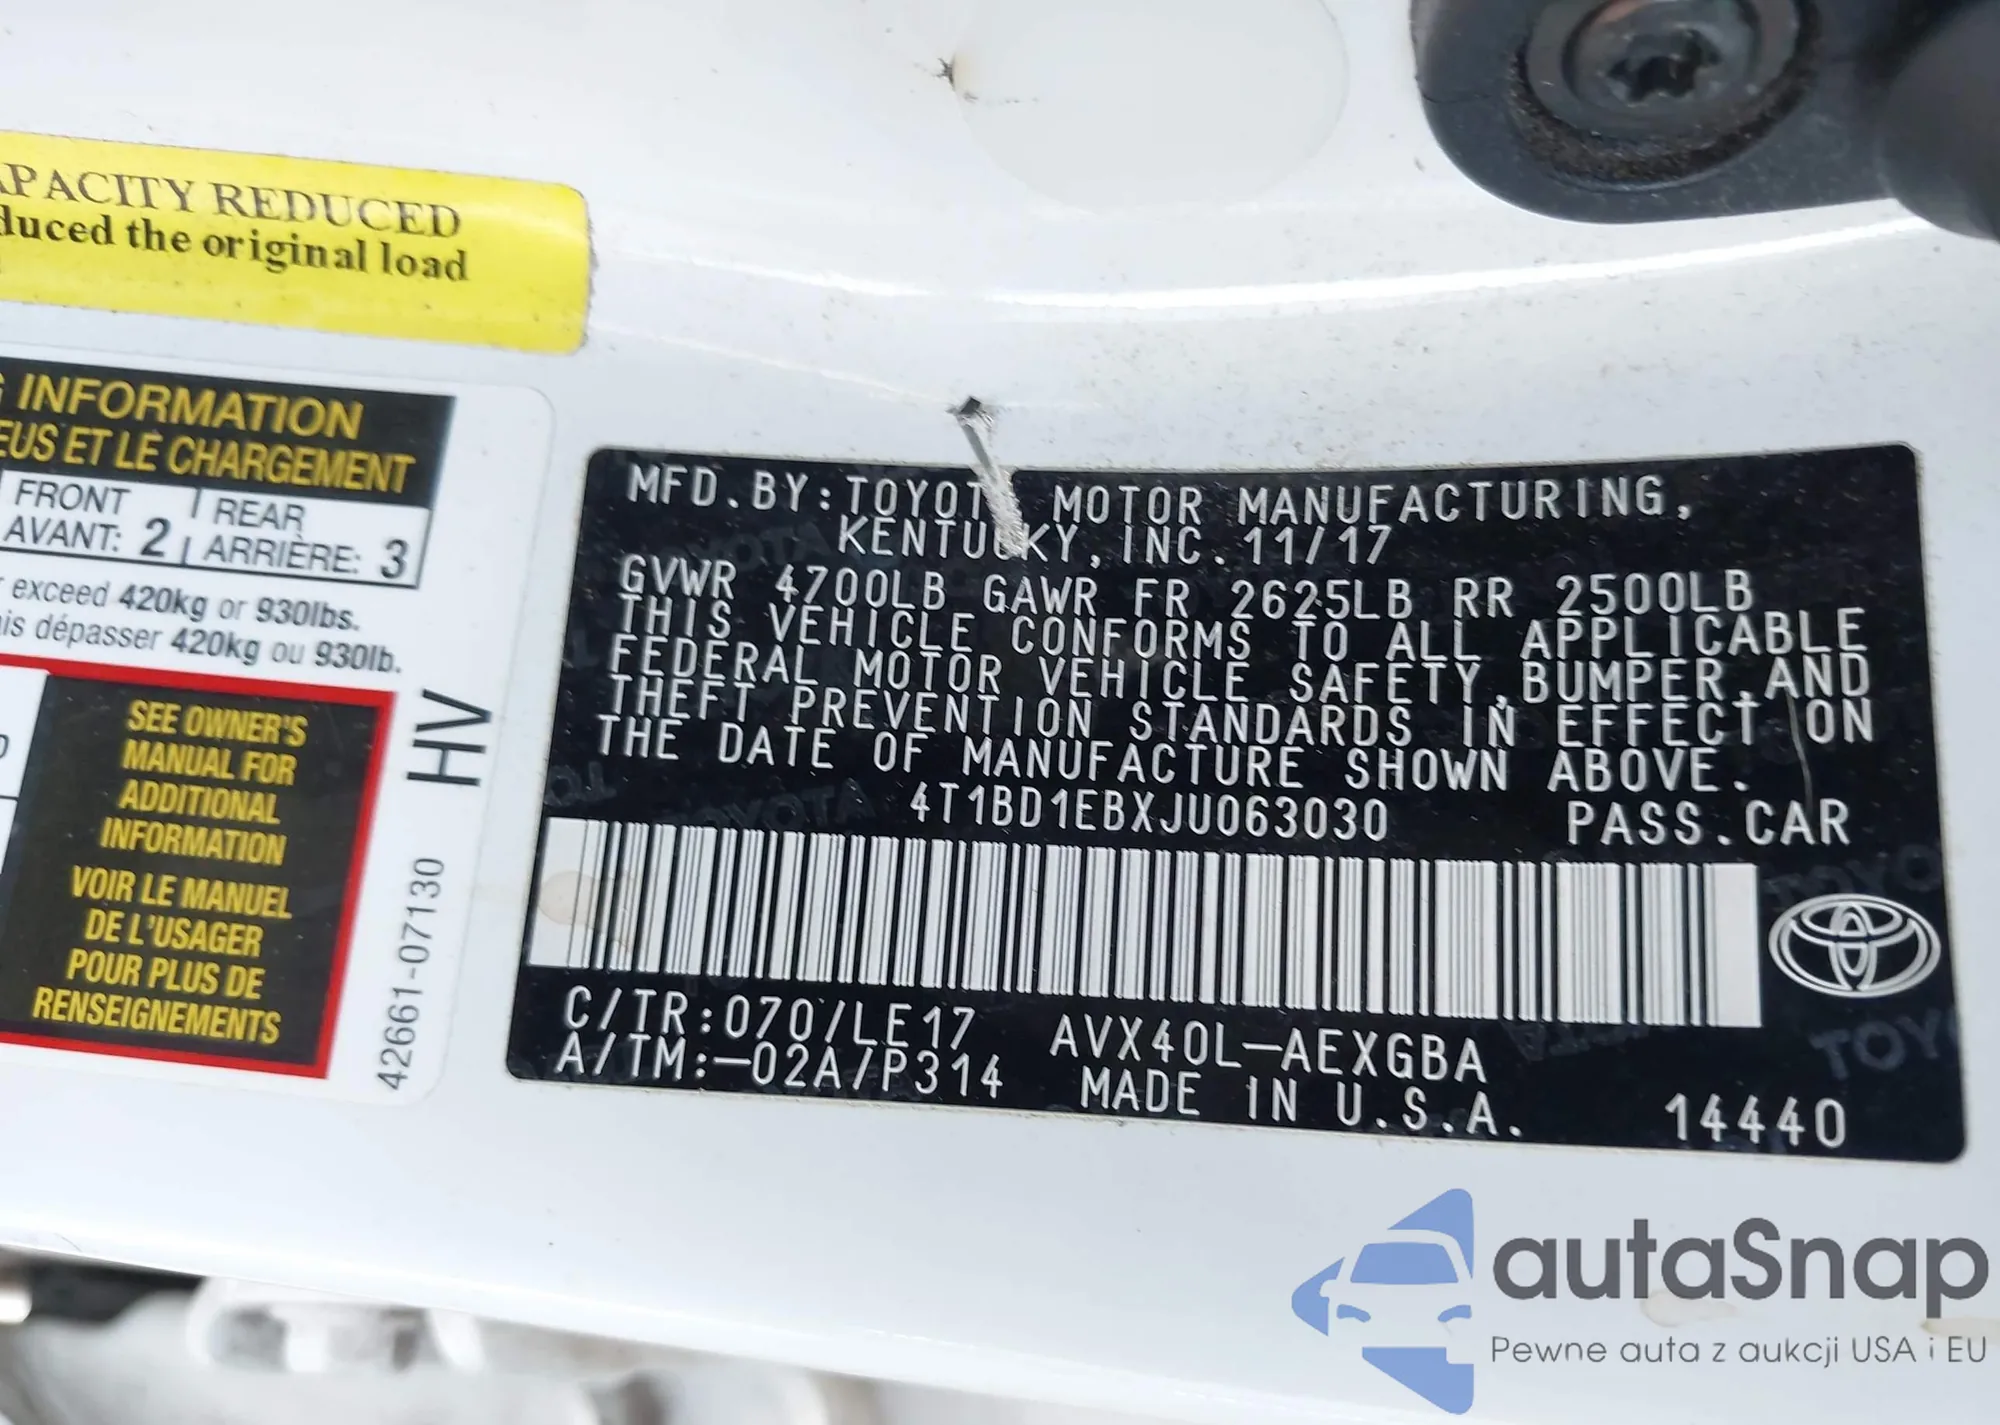 APACITY REDUCED
duced the original load
INFORMATION
EUS ET LE CHARGEMENT
FRONT REAR
AVANT: 2 ARRIÈRE: 3
exceed 420kg or 930lbs.
is dépasser 420kg ou 930lb.
SEE OWNER'S
MANUAL FOR
ADDITIONAL
INFORMATION
VOIR LE MANUEL
DE L'USAGER
POUR PLUS DE
RENSEIGNEMENTS
HV
42661-07130
MFD.BY:TOYOTA MOTOR MANUFACTURING,
KENTUCKY,INC.11/17
GVWR 4700LB GAWR FR 2625LB RR 2500LB
THIS VEHICLE CONFORMS TO ALL APPLICABLE
FEDERAL MOTOR VEHICLE SAFETY,BUMPER,AND
THEFT PREVENTION STANDARDS IN EFFECT ON
THE DATE OF MANUFACTURE SHOWN ABOVE.
4T1BD1EBXJU063030 PASS.CAR
C/TR:070/LE17 AVX40L-AEXGBA
A/TM:-02A/P314 MADE IN U.S.A. 14440
autaSnap
Pewne auta z aukcji USA i EU